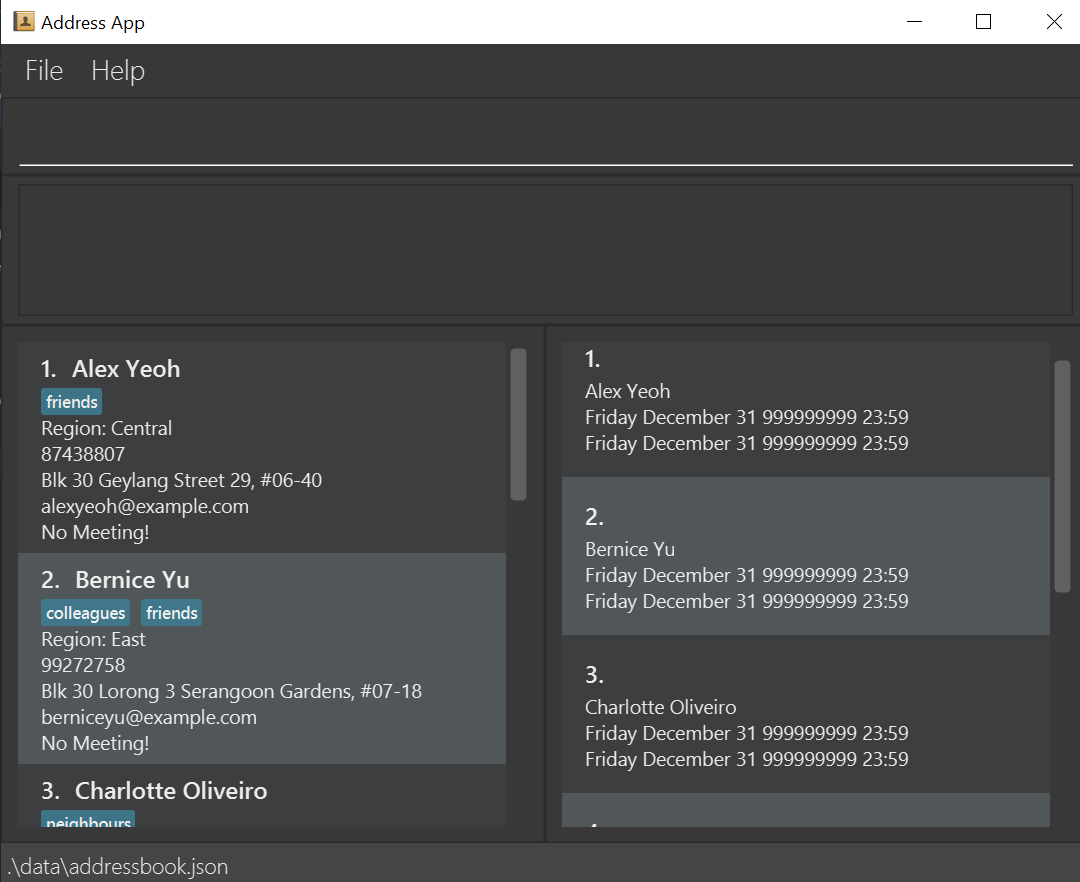 Address App
File Help
1. Alex Yeoh
friends
Region: Central
87438807
Blk 30 Geylang Street 29, #06-40
alexyeoh@example.com
No Meeting!
2. Bernice Yu
colleagues friends
Region: East
99272758
Blk 30 Lorong 3 Serangoon Gardens, #07-18
berniceyu@example.com
No Meeting!
3. Charlotte Oliveiro
neighbours
1.
Alex Yeoh
Friday December 31 999999999 23:59
Friday December 31 999999999 23:59
2.
Bernice Yu
Friday December 31 999999999 23:59
Friday December 31 999999999 23:59
3.
Charlotte Oliveiro
Friday December 31 999999999 23:59
Friday December 31 999999999 23:59
.\data\addressbook.json